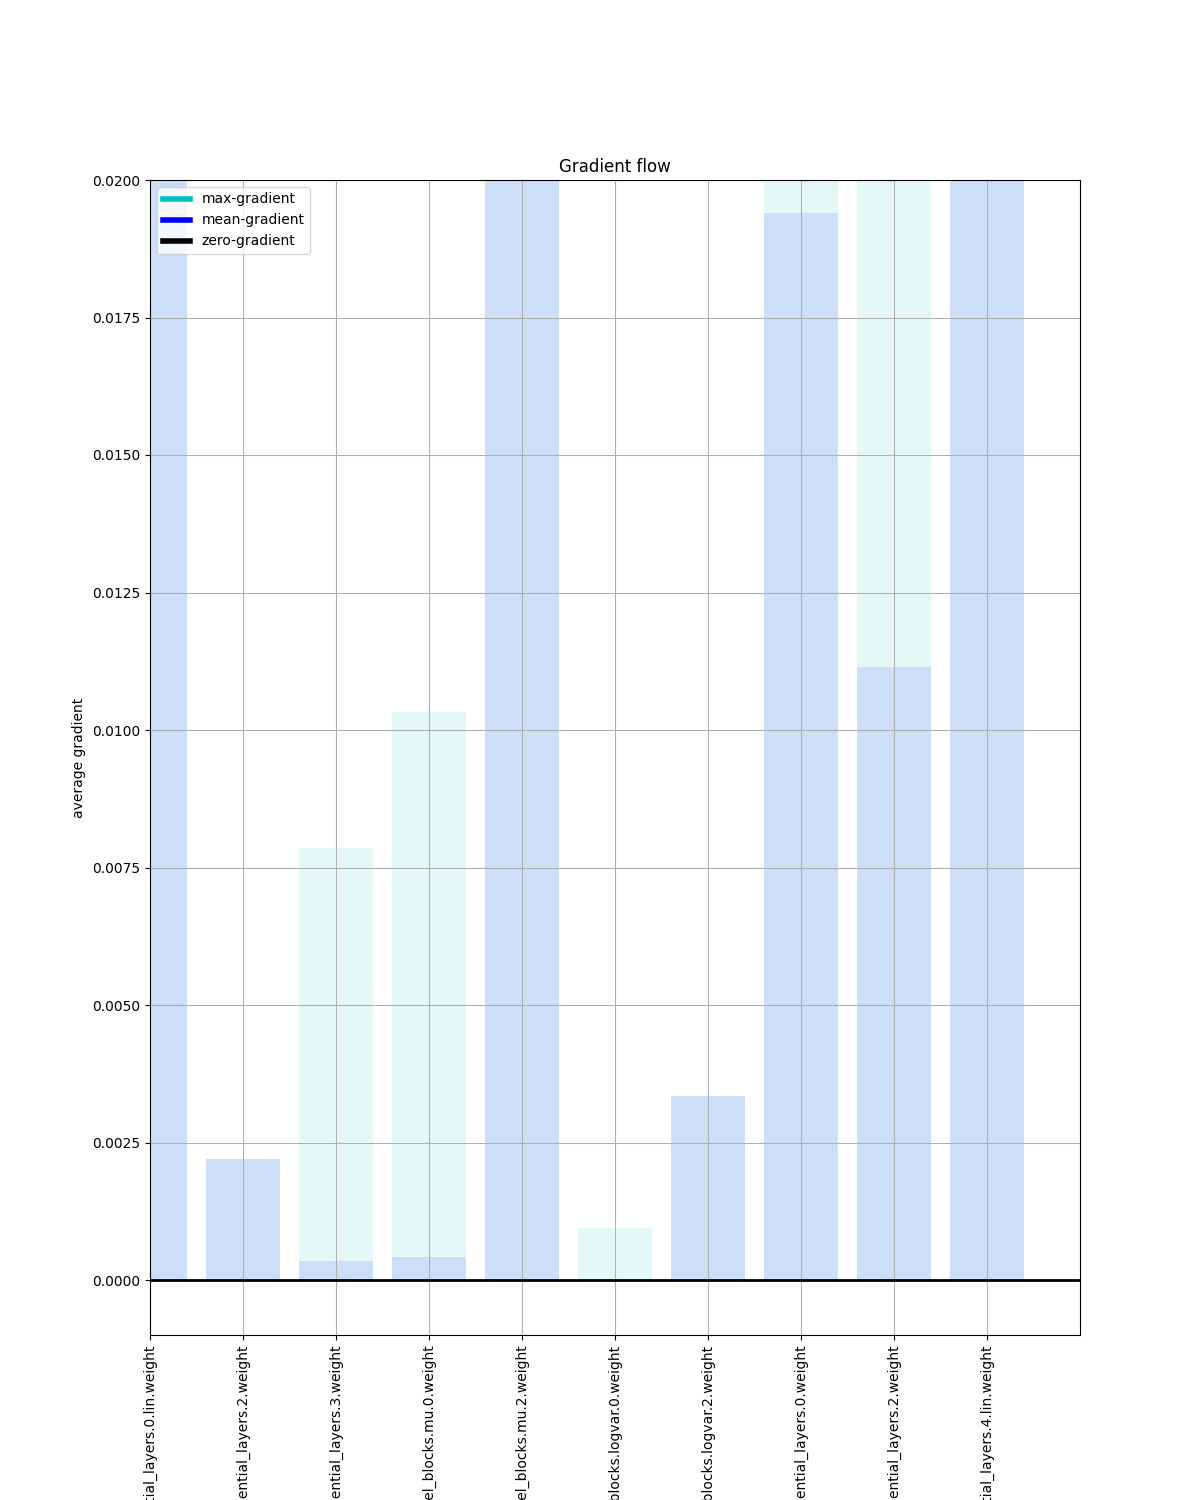 Gradient flow
max-gradient
mean-gradient
zero-gradient
0.0200
0.0175
0.0150
0.0125
0.0100
0.0075
0.0050
0.0025
0.0000
average gradient
tial_layers.0.lin.weight
ential_layers.2.weight
ential_layers.3.weight
el_blocks.mu.0.weight
el_blocks.mu.2.weight
blocks.logvar.0.weight
blocks.logvar.2.weight
ential_layers.0.weight
ential_layers.2.weight
tial_layers.4.lin.weight